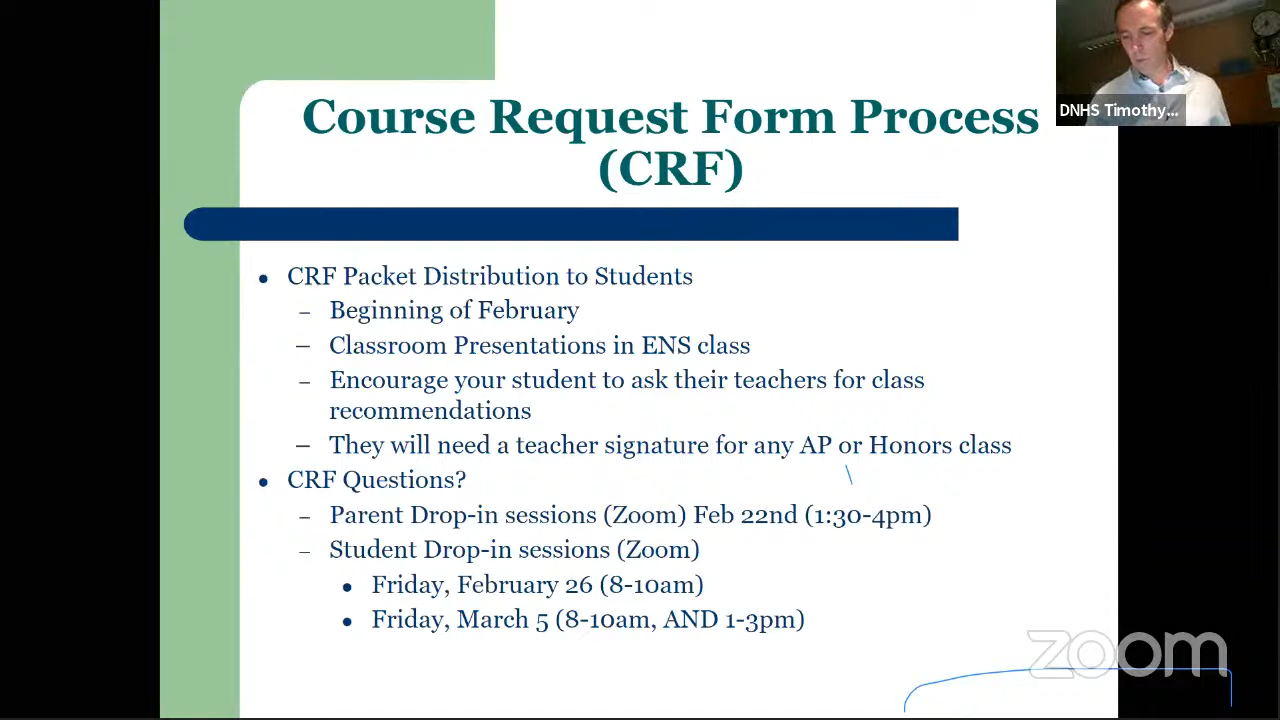 DNHS Timothy...
Course Request Form Process
(CRF)
• CRF Packet Distribution to Students
– Beginning of February
– Classroom Presentations in ENS class
– Encourage your student to ask their teachers for class
recommendations
– They will need a teacher signature for any AP or Honors class
• CRF Questions?
– Parent Drop-in sessions (Zoom) Feb 22nd (1:30-4pm)
– Student Drop-in sessions (Zoom)
• Friday, February 26 (8-10am)
• Friday, March 5 (8-10am, AND 1-3pm)
zoom